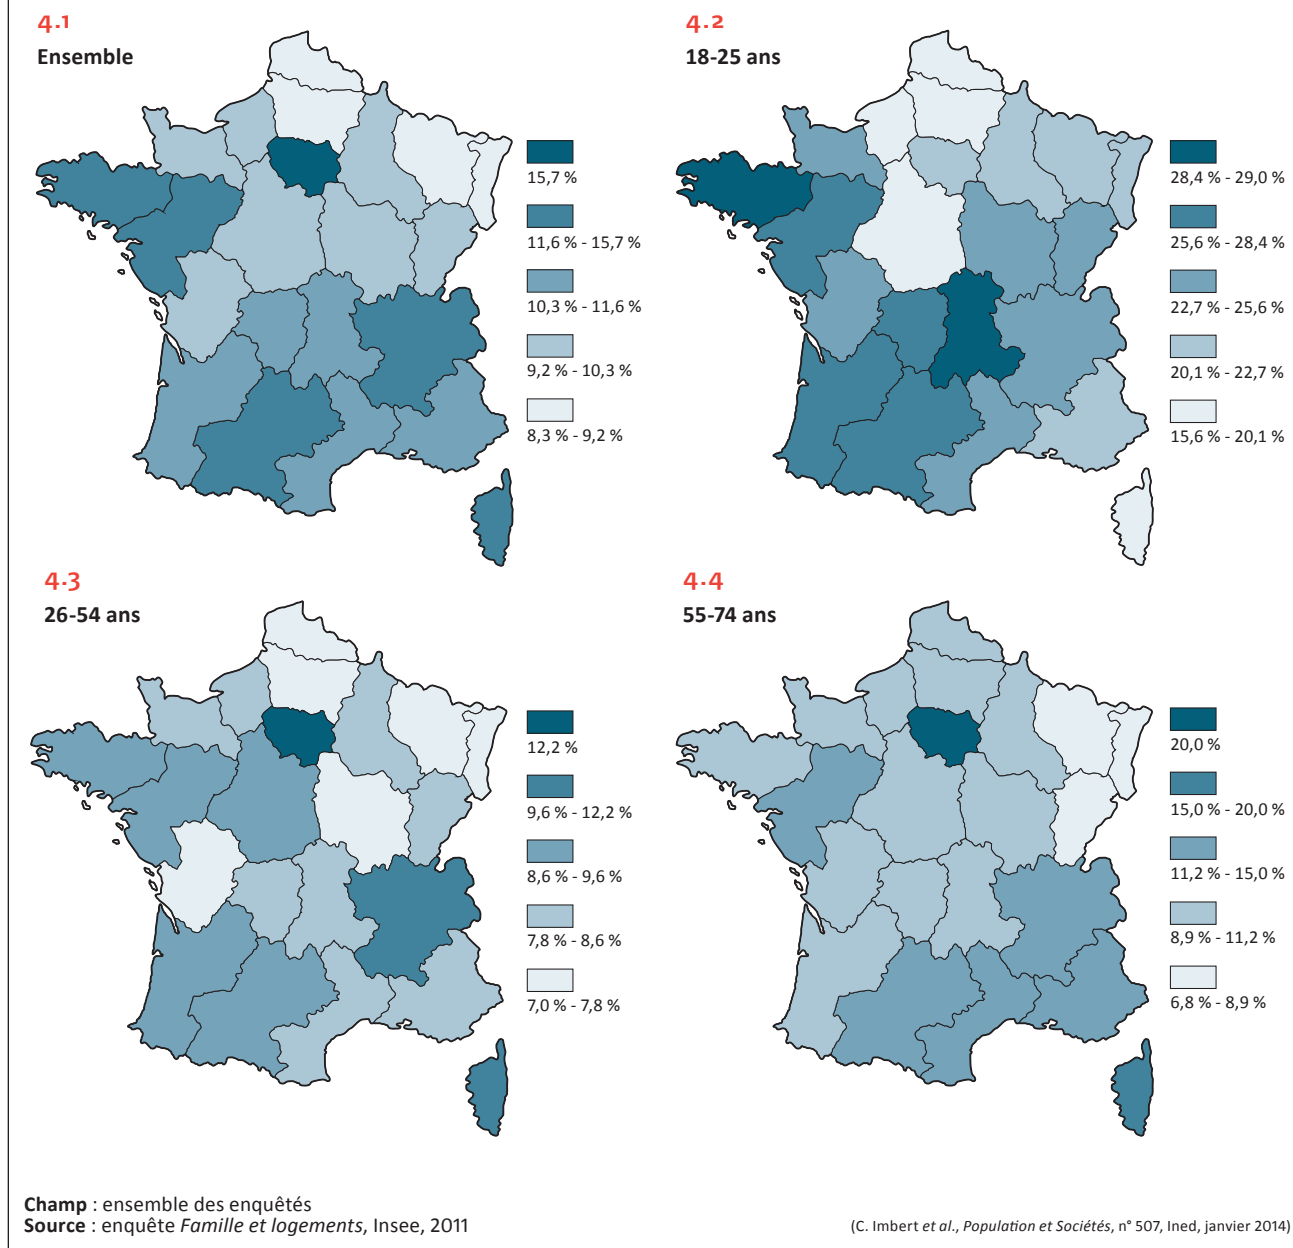 4.1
Ensemble
15,7 %
11,6 % - 15,7 %
10,3 % - 11,6 %
9,2 % - 10,3 %
8,3 % - 9,2 %
4.2
18-25 ans
28,4 % - 29,0 %
25,6 % - 28,4 %
22,7 % - 25,6 %
20,1 % - 22,7 %
15,6 % - 20,1 %
4.3
26-54 ans
12,2 %
9,6 % - 12,2 %
8,6 % - 9,6 %
7,8 % - 8,6 %
7,0 % - 7,8 %
4.4
55-74 ans
20,0 %
15,0 % - 20,0 %
11,2 % - 15,0 %
8,9 % - 11,2 %
6,8 % - 8,9 %
Champ : ensemble des enquêtés
Source : enquête Famille et logements, Insee, 2011
(C. Imbert et al., Population et Sociétés, n° 507, Ined, janvier 2014)